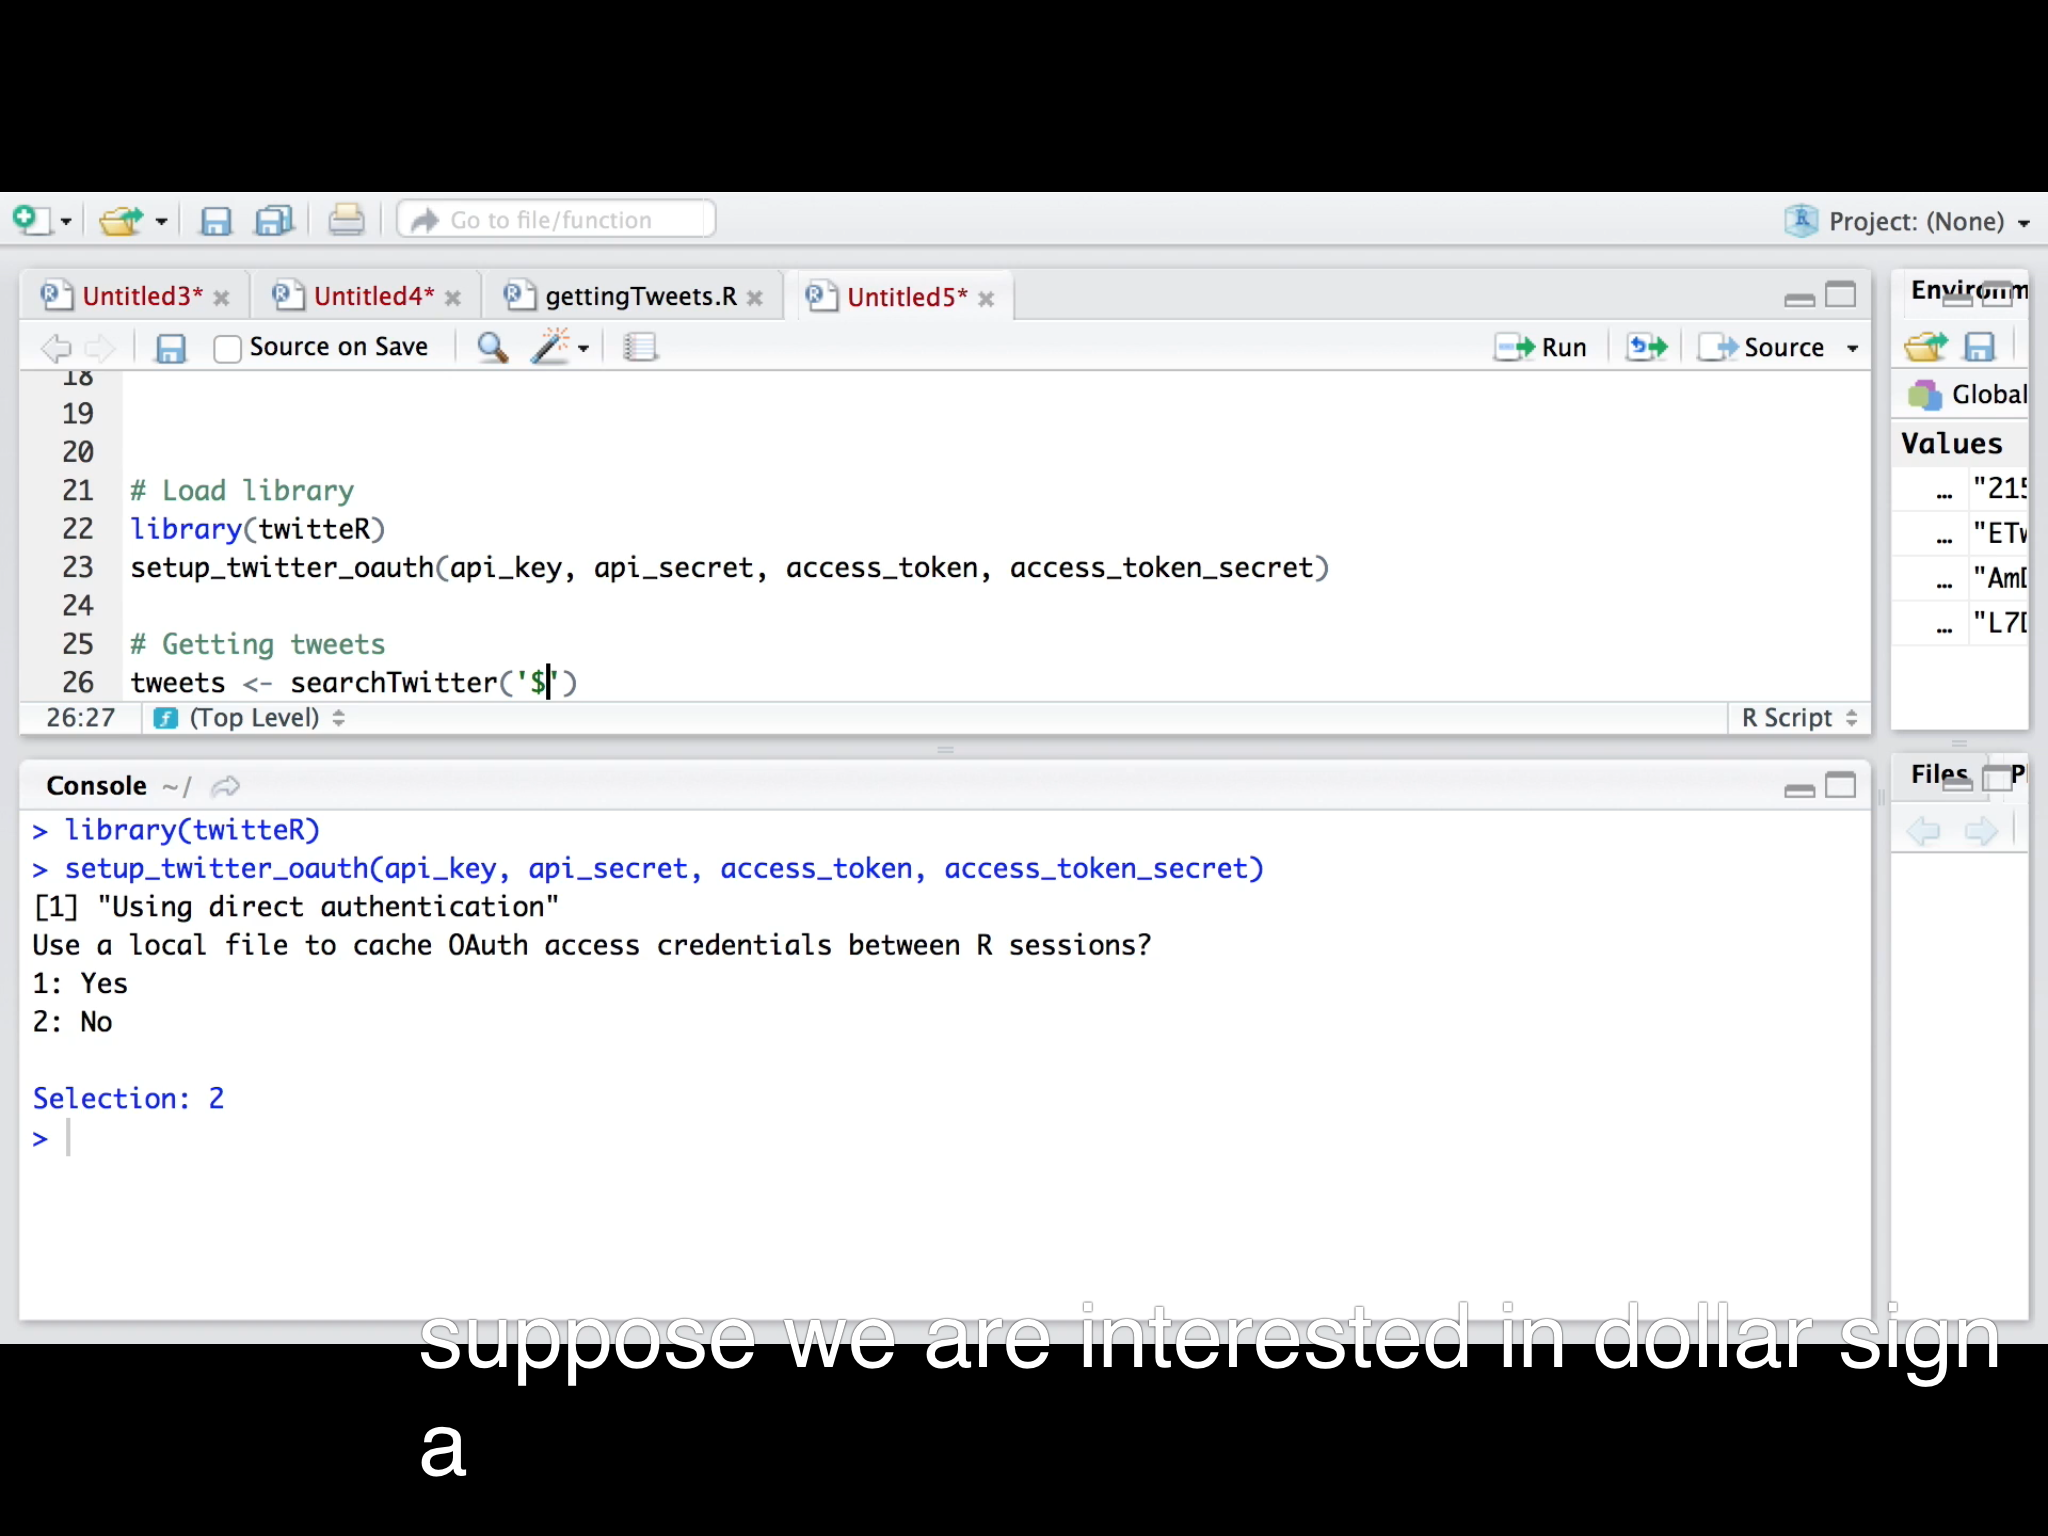 Go to file/function
Project: (None)
Untitled3*
Untitled4*
gettingTweets.R
Untitled5*
Source on Save
Run
Source
18
19
20
21 # Load library
22 library(twitteR)
23 setup_twitter_oauth(api_key, api_secret, access_token, access_token_secret)
24
25 # Getting tweets
26 tweets <- searchTwitter('$')
26:27
(Top Level)
R Script
Console ~/
> library(twitteR)
> setup_twitter_oauth(api_key, api_secret, access_token, access_token_secret)
[1] "Using direct authentication"
Use a local file to cache OAuth access credentials between R sessions?
1: Yes
2: No
Selection: 2
>
Environm
Global
Values
... "215
... "ETw
... "Am
... "L7
Files
suppose we are interested in dollar sign
a